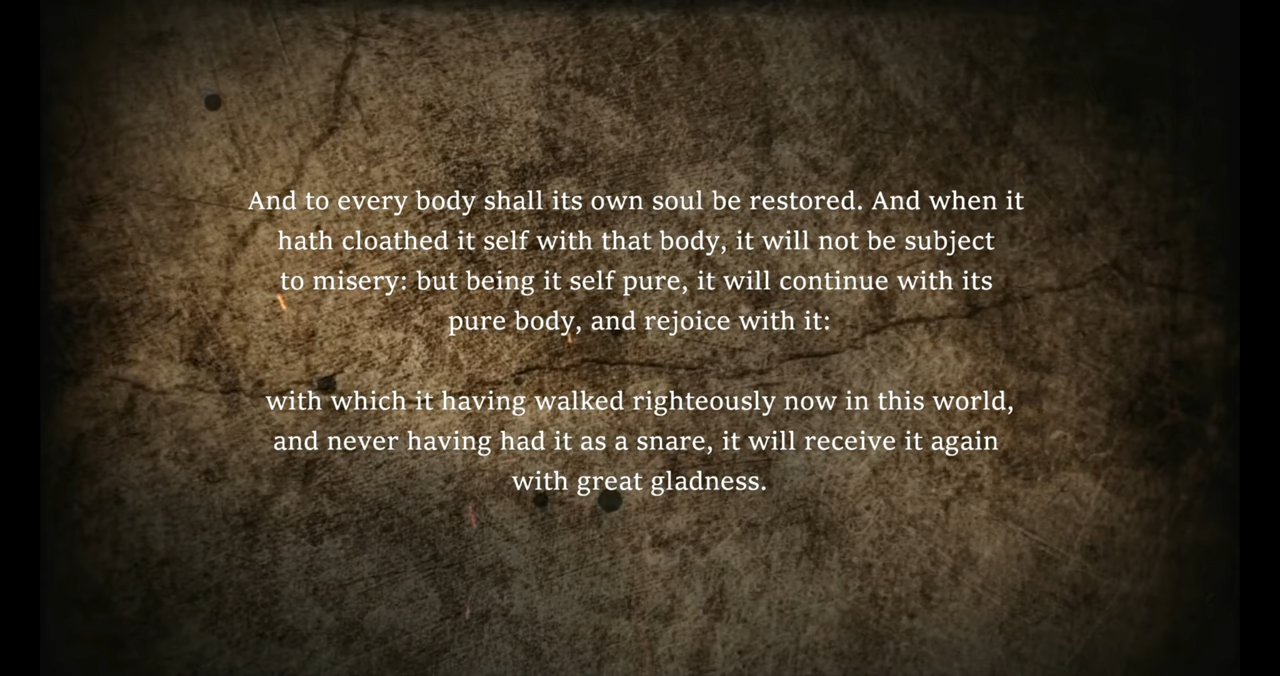 And to every body shall its own soul be restored. And when it
hath cloathed it self with that body, it will not be subject
to misery: but being it self pure, it will continue with its
pure body, and rejoice with it:
with which it having walked righteously now in this world,
and never having had it as a snare, it will receive it again
with great gladness.